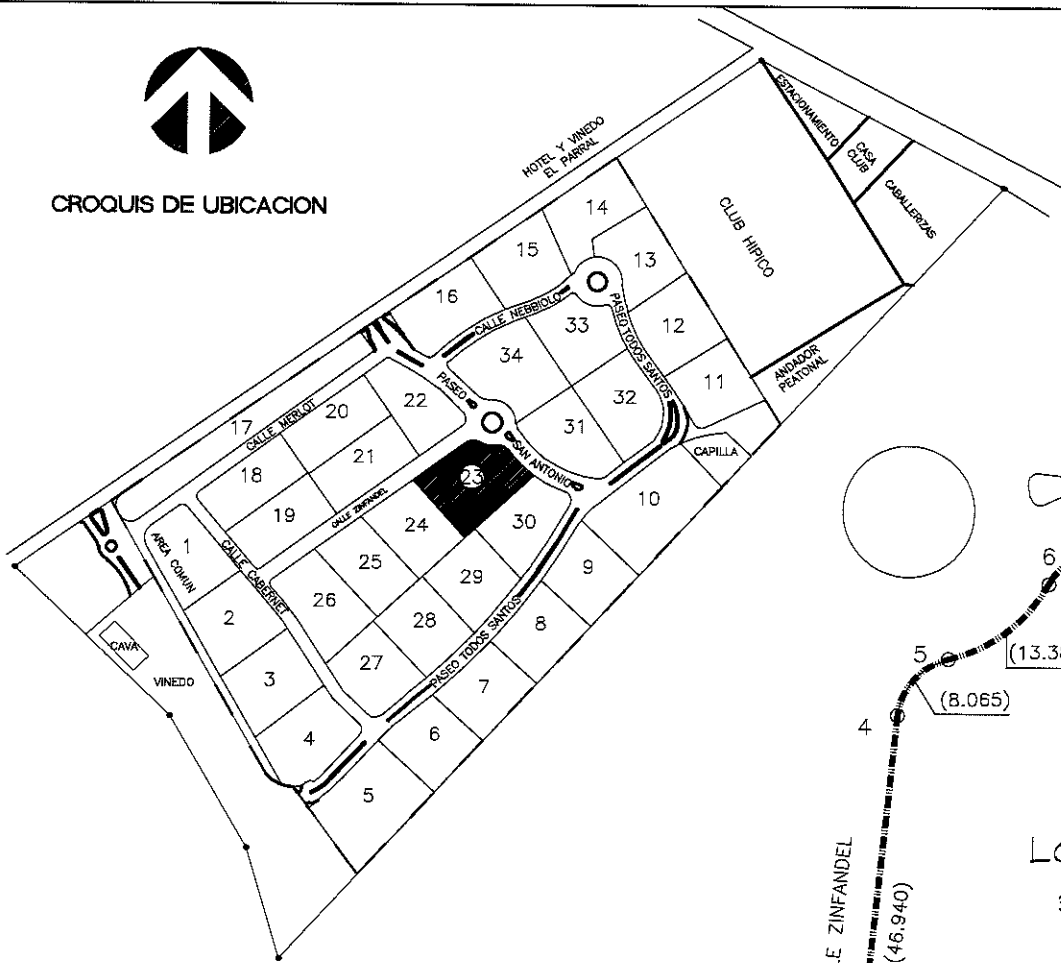 CROQUIS DE UBICACION
HOTEL Y VINEDO
EL PARRAL
ESTACIONAMIENTO
CASA
CLUB
CABALLERIZAS
CLUB HIPICO
ANDADOR
PEATONAL
14
15
13
16
CALLE NEBBIOLO
33
PASEO TODOS SANTOS
12
34
11
32
PASEO
22
20
CALLE MERLOT
17
31
SAN ANTONIO
CAPILLA
21
18
23
10
CALLE ZINFANDEL
19
24
30
1
AREA COMUN
CALLE CABERNET
25
29
9
26
2
28
8
PASEO TODOS SANTOS
CAVA
VINEDO
27
3
7
4
6
5
6
5
(13.3
(8.065)
4
LE ZINFANDEL
(46.940)